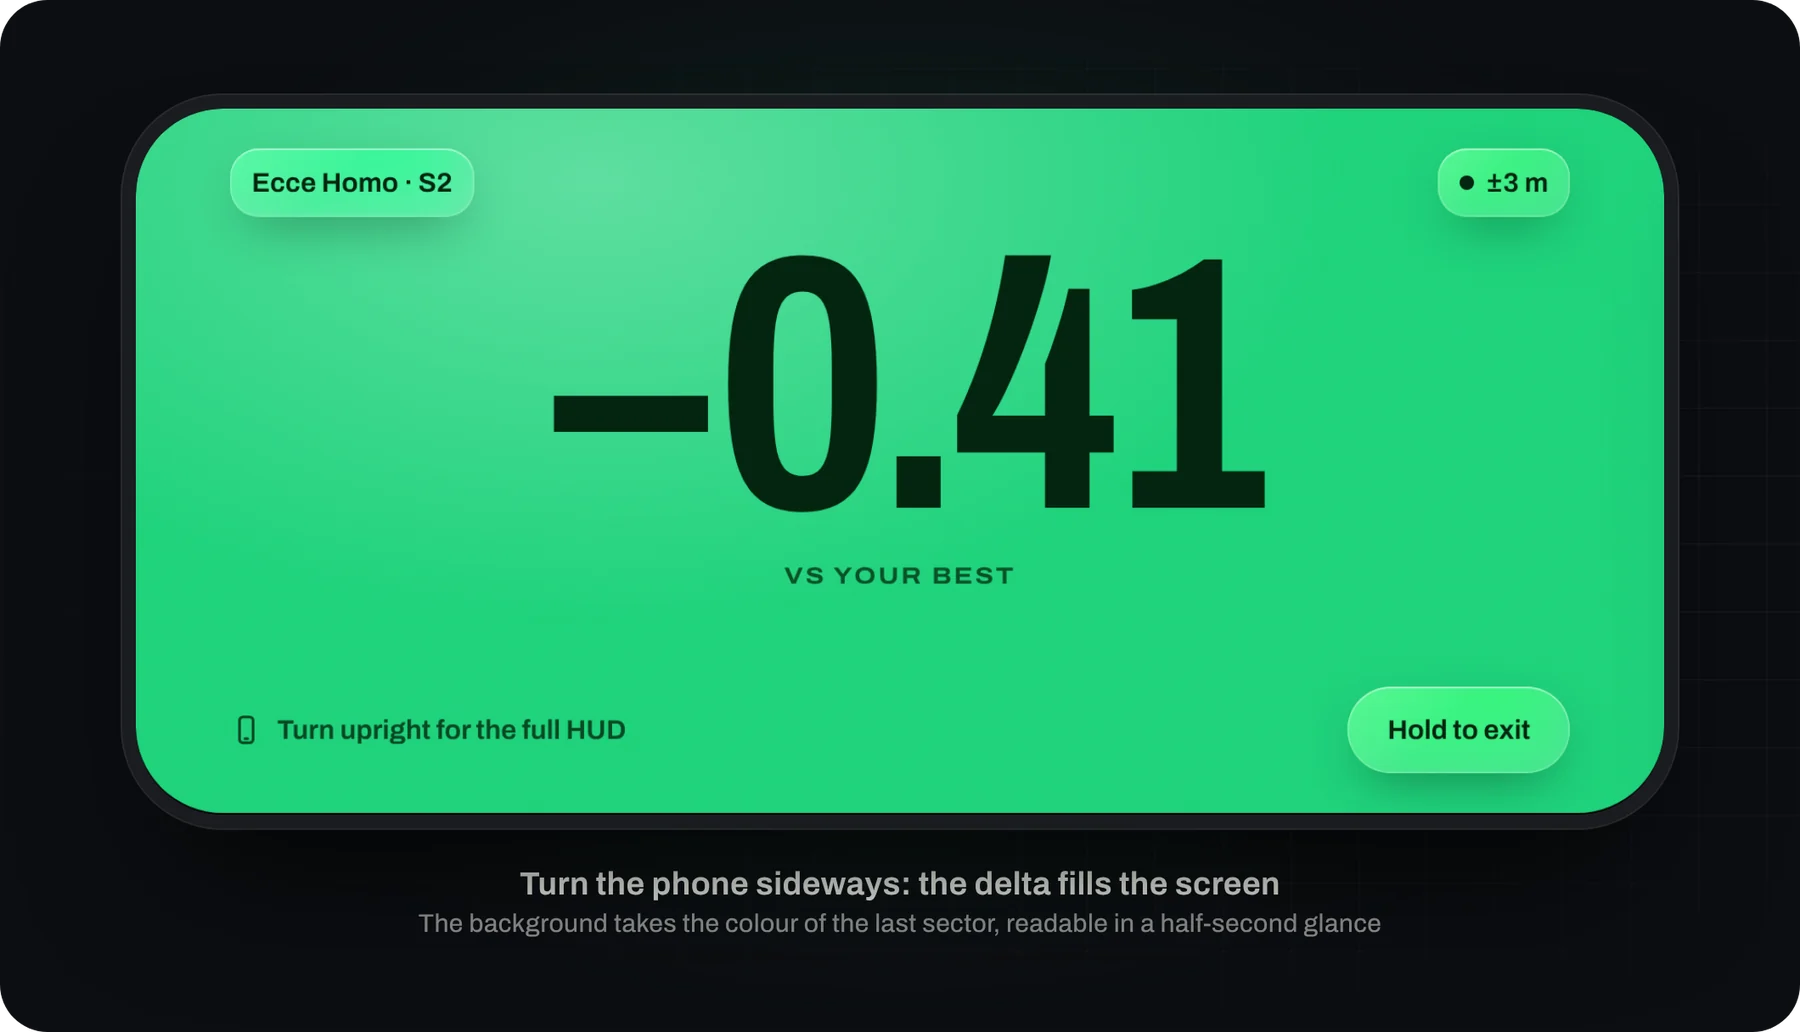 Ecce Homo · S2
±3 m
−0.41
VS YOUR BEST
Turn upright for the full HUD
Hold to exit
Turn the phone sideways: the delta fills the screen
The background takes the colour of the last sector, readable in a half-second glance